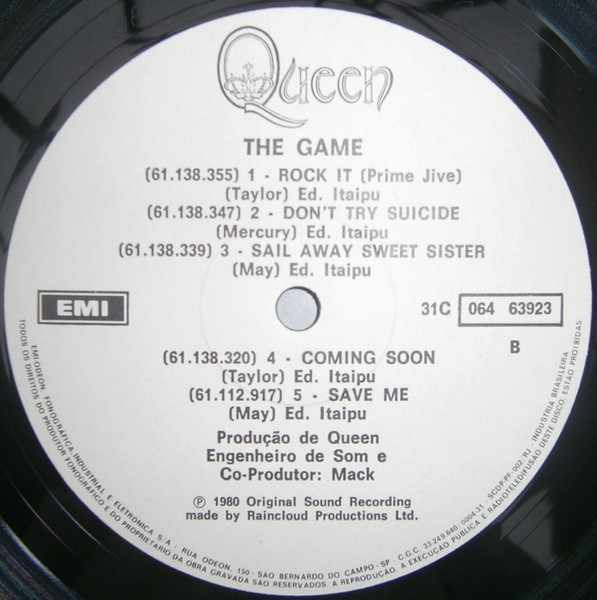 Queen
THE GAME
(61.138.355) 1 - ROCK IT (Prime Jive)
(Taylor) Ed. Itaipu
(61.138.347) 2 - DON'T TRY SUICIDE
(Mercury) Ed. Itaipu
(61.138.339) 3 - SAIL AWAY SWEET SISTER
(May) Ed. Itaipu
EMI
31C 064 63923
B
(61.138.320) 4 - COMING SOON
(Taylor) Ed. Itaipu
(61.112.917) 5 - SAVE ME
(May) Ed. Itaipu
Produção de Queen
Engenheiro de Som e
Co-Produtor: Mack
℗ 1980 Original Sound Recording
made by Raincloud Productions Ltd.
EMI-ODEON, FONOGRÁFICA, INDUSTRIAL E ELETRÔNICA S/A. - RUA ODEON, 150 - SÃO BERNARDO DO CAMPO - SP - C.G.C. 33.249.640/0004-31 - SCDP-PF-002/RJ - INDUSTRIA BRASILEIRA
TODOS OS DIREITOS DO PRODUTOR FONOGRÁFICO E DO PROPRIETARIO DA OBRA GRAVADA SÃO RESERVADOS. A REPRODUÇÃO, A EXECUÇÃO PUBLICA E RADIOTELEDIFUSÃO DESTE DISCO, ESTÃO PROIBIDAS